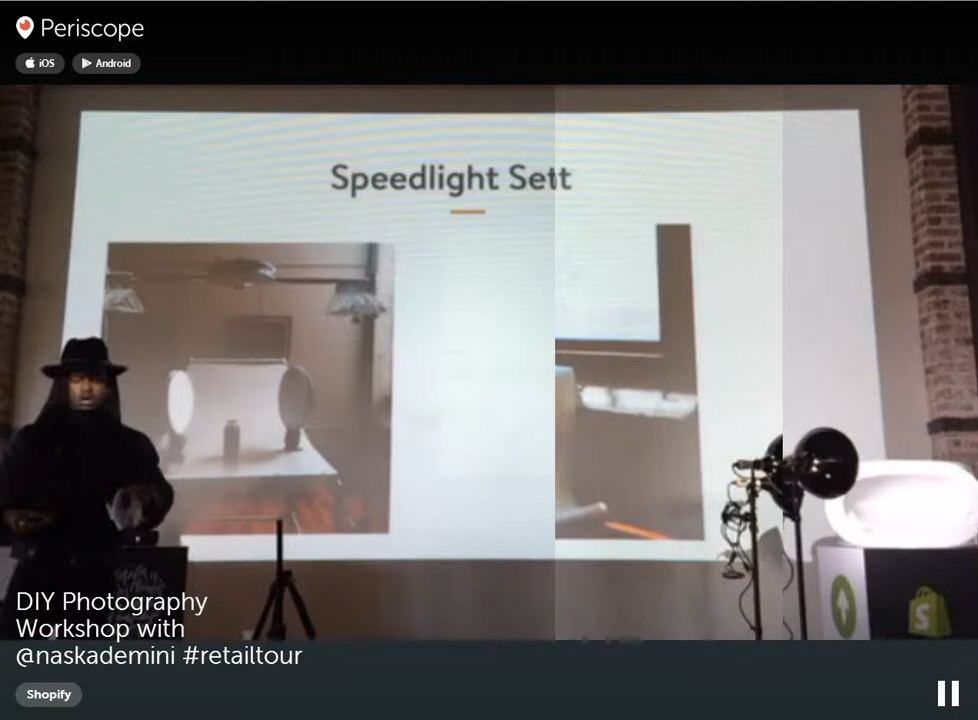 Periscope
iOS
Android
Speedlight Sett
DIY Photography
Workshop with
@naskademini #retailtour
Shopify